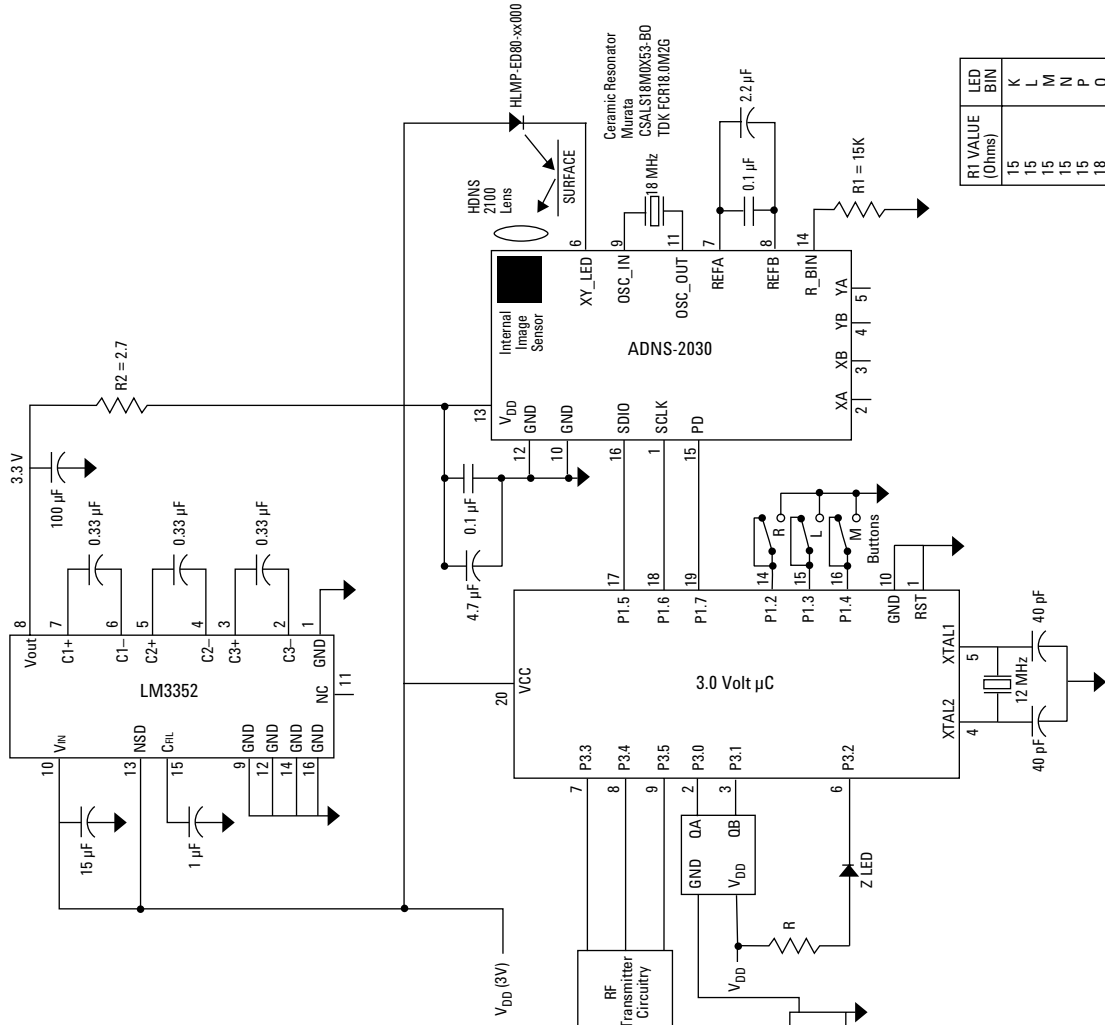 3.3 V
R2 = 2.7
100 µF
0.33 µF
0.33 µF
0.33 µF
8
7
6
5
4
3
2
1
Vout
C1+
C1–
C2+
C2–
C3+
C3–
GND
LM3352
NC
11
VIN
NSD
CFIL
GND
GND
GND
GND
10
13
15
9
12
14
16
15 µF
1 µF
VDD (3V)
HLMP-ED80-xx000
HDNS
2100
Lens
SURFACE
Ceramic Resonator
Murata
CSALS18M0X53-BO
TDK FCR18.0M2G
18 MHz
2.2 µF
0.1 µF
R1 = 15K
6
9
11
7
8
14
XY_LED
OSC_IN
OSC_OUT
REFA
REFB
R_BIN
Internal
Image
Sensor
ADNS-2030
13
VDD
GND
GND
12
10
SDIO
SCLK
PD
16
1
15
XA
XB
YB
YA
2
3
4
5
4.7 µF
0.1 µF
R1 VALUE
(Ohms)
LED
BIN
15 K
15 L
15 M
15 N
15 P
18 Q
20
VCC
3.0 Volt µC
17
18
19
P1.5
P1.6
P1.7
14
15
16
10
1
P1.2
P1.3
P1.4
GND
RST
R
L
M
Buttons
XTAL1
XTAL2
5
4
12 MHz
40 pF
40 pF
P3.3
P3.4
P3.5
P3.0
P3.1
P3.2
7
8
9
2
3
6
QA
QB
GND
VDD
Z LED
R
VDD
RF
Transmitter
Circuitry